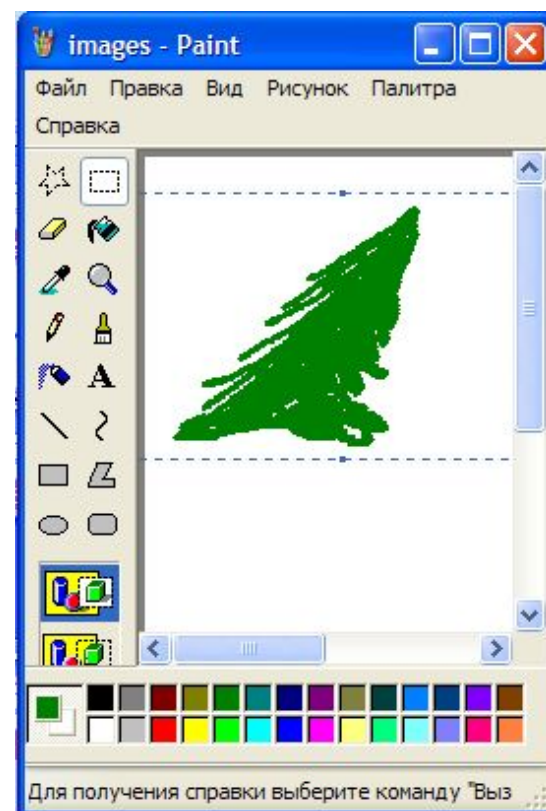 images - Paint
Файл Правка Вид Рисунок Палитра
Справка
A
Для получения справки выберите команду "Выз